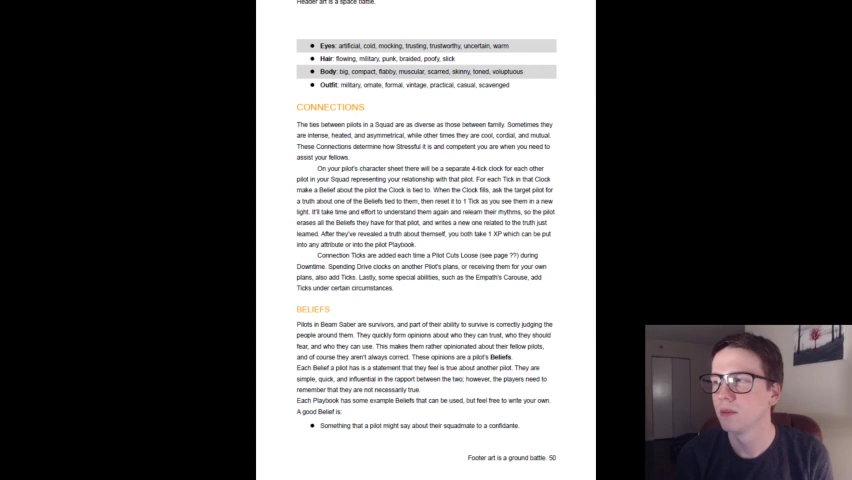 Header art is a space battle.
● Eyes: artificial, cold, mocking, trusting, trustworthy, uncertain, warm
● Hair: flowing, military, punk, braided, poofy, slick
● Body: big, compact, flabby, muscular, scarred, skinny, toned, voluptuous
● Outfit: military, ornate, formal, vintage, practical, casual, scavenged
CONNECTIONS
The ties between pilots in a Squad are as diverse as those between family. Sometimes they
are intense, heated, and asymmetrical, while other times they are cool, cordial, and mutual.
These Connections determine how Stressful it is and competent you are when you need to
assist your fellows.
On your pilot's character sheet there will be a separate 4-tick clock for each other
pilot in your Squad representing your relationship with that pilot. For each Tick in that Clock
make a Belief about the pilot the Clock is tied to. When the Clock fills, ask the target pilot for
a truth about one of the Beliefs tied to them, then reset it to 1 Tick as you see them in a new
light. It'll take time and effort to understand them again and relearn their rhythms, so the pilot
erases all the Beliefs they have for that pilot, and writes a new one related to the truth just
learned. After they've revealed a truth about themself, you both take 1 XP which can be put
into any attribute or into the pilot Playbook.
Connection Ticks are added each time a Pilot Cuts Loose (see page ??) during
Downtime. Spending Drive clocks on another Pilot's plans, or receiving them for your own
plans, also add Ticks. Lastly, some special abilities, such as the Empath's Carouse, add
Ticks under certain circumstances.
BELIEFS
Pilots in Beam Saber are survivors, and part of their ability to survive is correctly judging the
people around them. They quickly form opinions about who they can trust, who they should
fear, and who they can use. This makes them rather opinionated about their fellow pilots,
and of course they aren't always correct. These opinions are a pilot's Beliefs.
Each Belief a pilot has is a statement that they feel is true about another pilot. They are
simple, quick, and influential in the rapport between the two; however, the players need to
remember that they are not necessarily true.
Each Playbook has some example Beliefs that can be used, but feel free to write your own.
A good Belief is:
● Something that a pilot might say about their squadmate to a confidante.
Footer art is a ground battle. 50